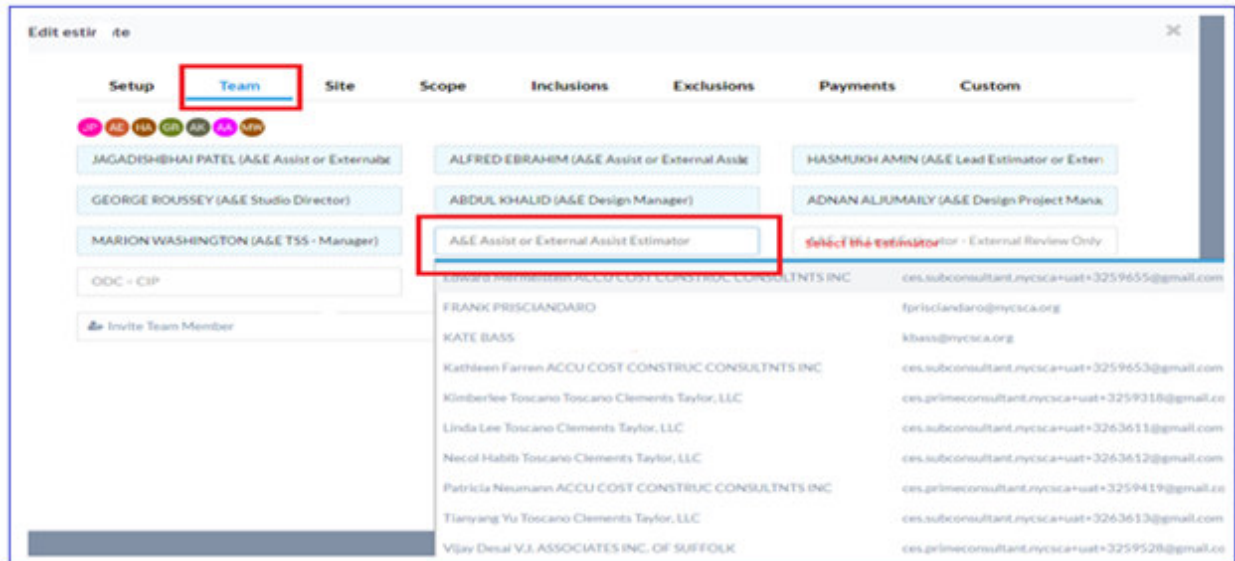 Edit estir te
Setup Team Site Scope Inclusions Exclusions Payments Custom
JP AE HA GR AK AA MW
JAGADISHBHAI PATEL (A&E Assist or External ALFRED EBRAHIM (A&E Assist or External Assi HASMUKH AMIN (A&E Lead Estimator or Exter
GEORGE ROUSSEY (A&E Studio Director) ABDUL KHALID (A&E Design Manager) ADNAN ALJUMAILY (A&E Design Project Mana
MARION WASHINGTON (A&E TSS - Manager) A&E Assist or External Assist Estimator Select the Estimator - External Review Only
ODC - CIP
Edward Mermelstein ACCU COST CONSTRUC CONSULTNTS INC ces.subconsultant.nycsca+uat+3259655@gmail.com
FRANK PRISCIANDARO fprisciandaro@nycsca.org
Invite Team Member
KATE BASS kbass@nycsca.org
Kathleen Farren ACCU COST CONSTRUC CONSULTNTS INC ces.subconsultant.nycsca+uat+3259653@gmail.com
Kimberlee Toscano Toscano Clements Taylor, LLC ces.primeconsultant.nycsca+uat+3259318@gmail.co
Linda Lee Toscano Clements Taylor, LLC ces.subconsultant.nycsca+uat+3263611@gmail.com
Necol Habib Toscano Clements Taylor, LLC ces.subconsultant.nycsca+uat+3263612@gmail.com
Patricia Neumann ACCU COST CONSTRUC CONSULTNTS INC ces.primeconsultant.nycsca+uat+3259419@gmail.co
Tianyang Yu Toscano Clements Taylor, LLC ces.subconsultant.nycsca+uat+3263613@gmail.com
Vijay Desai V.J. ASSOCIATES INC. OF SUFFOLK ces.primeconsultant.nycsca+uat+3259528@gmail.co